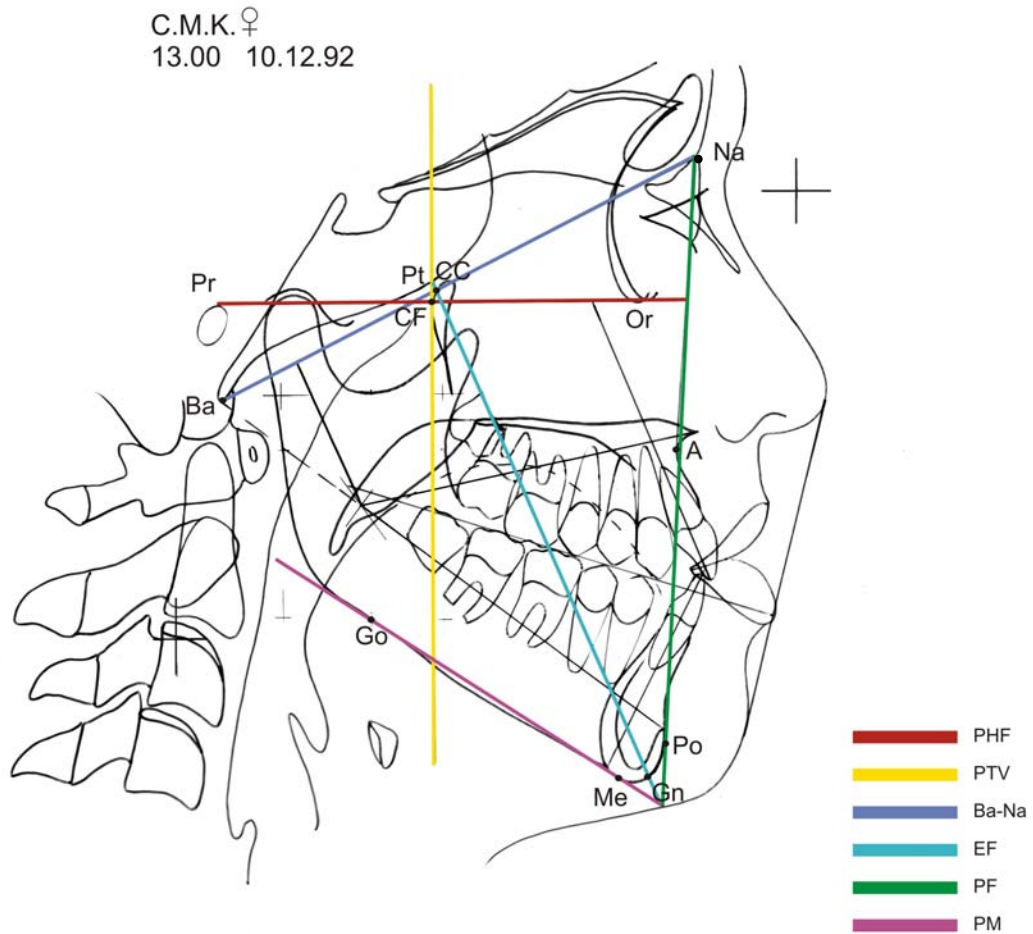 C.M.K.♀
13.00 10.12.92
Na
Pr
Pt CC
CF
Or
Ba
A
Go
Po
Me
Gn
PHF
PTV
Ba-Na
EF
PF
PM